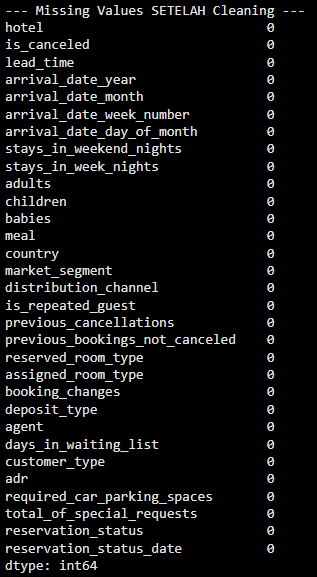 --- Missing Values SETELAH Cleaning ---
hotel 0
is_canceled 0
lead_time 0
arrival_date_year 0
arrival_date_month 0
arrival_date_week_number 0
arrival_date_day_of_month 0
stays_in_weekend_nights 0
stays_in_week_nights 0
adults 0
children 0
babies 0
meal 0
country 0
market_segment 0
distribution_channel 0
is_repeated_guest 0
previous_cancellations 0
previous_bookings_not_canceled 0
reserved_room_type 0
assigned_room_type 0
booking_changes 0
deposit_type 0
agent 0
days_in_waiting_list 0
customer_type 0
adr 0
required_car_parking_spaces 0
total_of_special_requests 0
reservation_status 0
reservation_status_date 0
dtype: int64